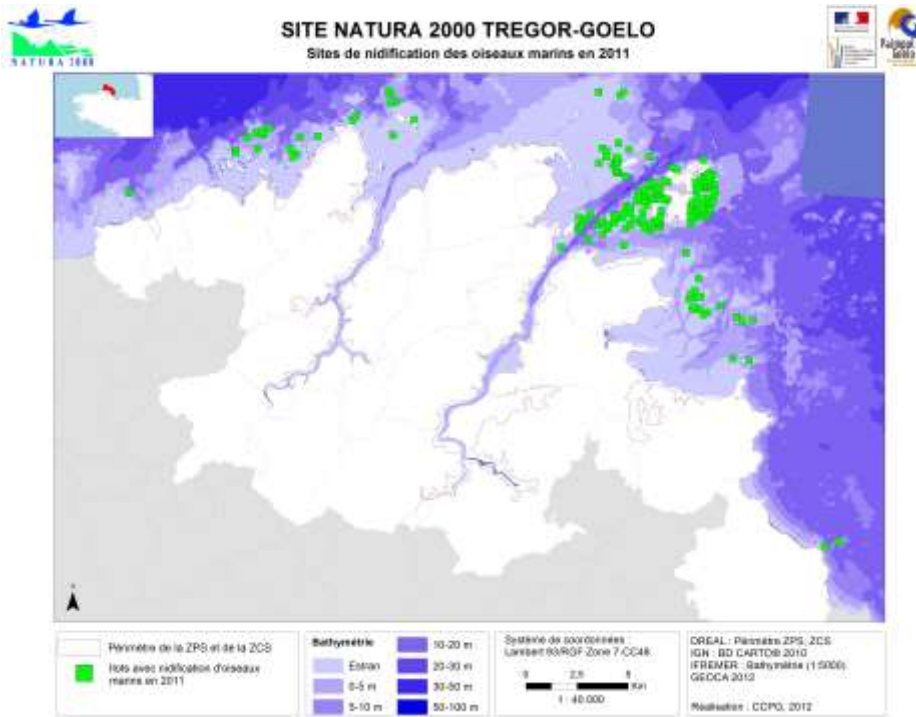 SITE NATURA 2000 TREGOR-GOELO
Sites de nidification des oiseaux marins en 2011
NATURA 2000
Paimpol
Goëlo
Périmètre de la ZPS et de la ZCS
Ilots avec nidification d'oiseaux
marins en 2011
Bathymétrie
Estran
0-5 m
5-10 m
10-20 m
20-30 m
30-50 m
50-100 m
Système de coordonnées :
Lambert 93/RGF Zone 7-CC48
0 2,5 5
Km
1 : 40 000
DREAL : Périmètre ZPS, ZCS
IGN : BD CARTO® 2010
IFREMER : Bathymétrie (1:5000)
GEOCA 2012
Réalisation : CCPG, 2012